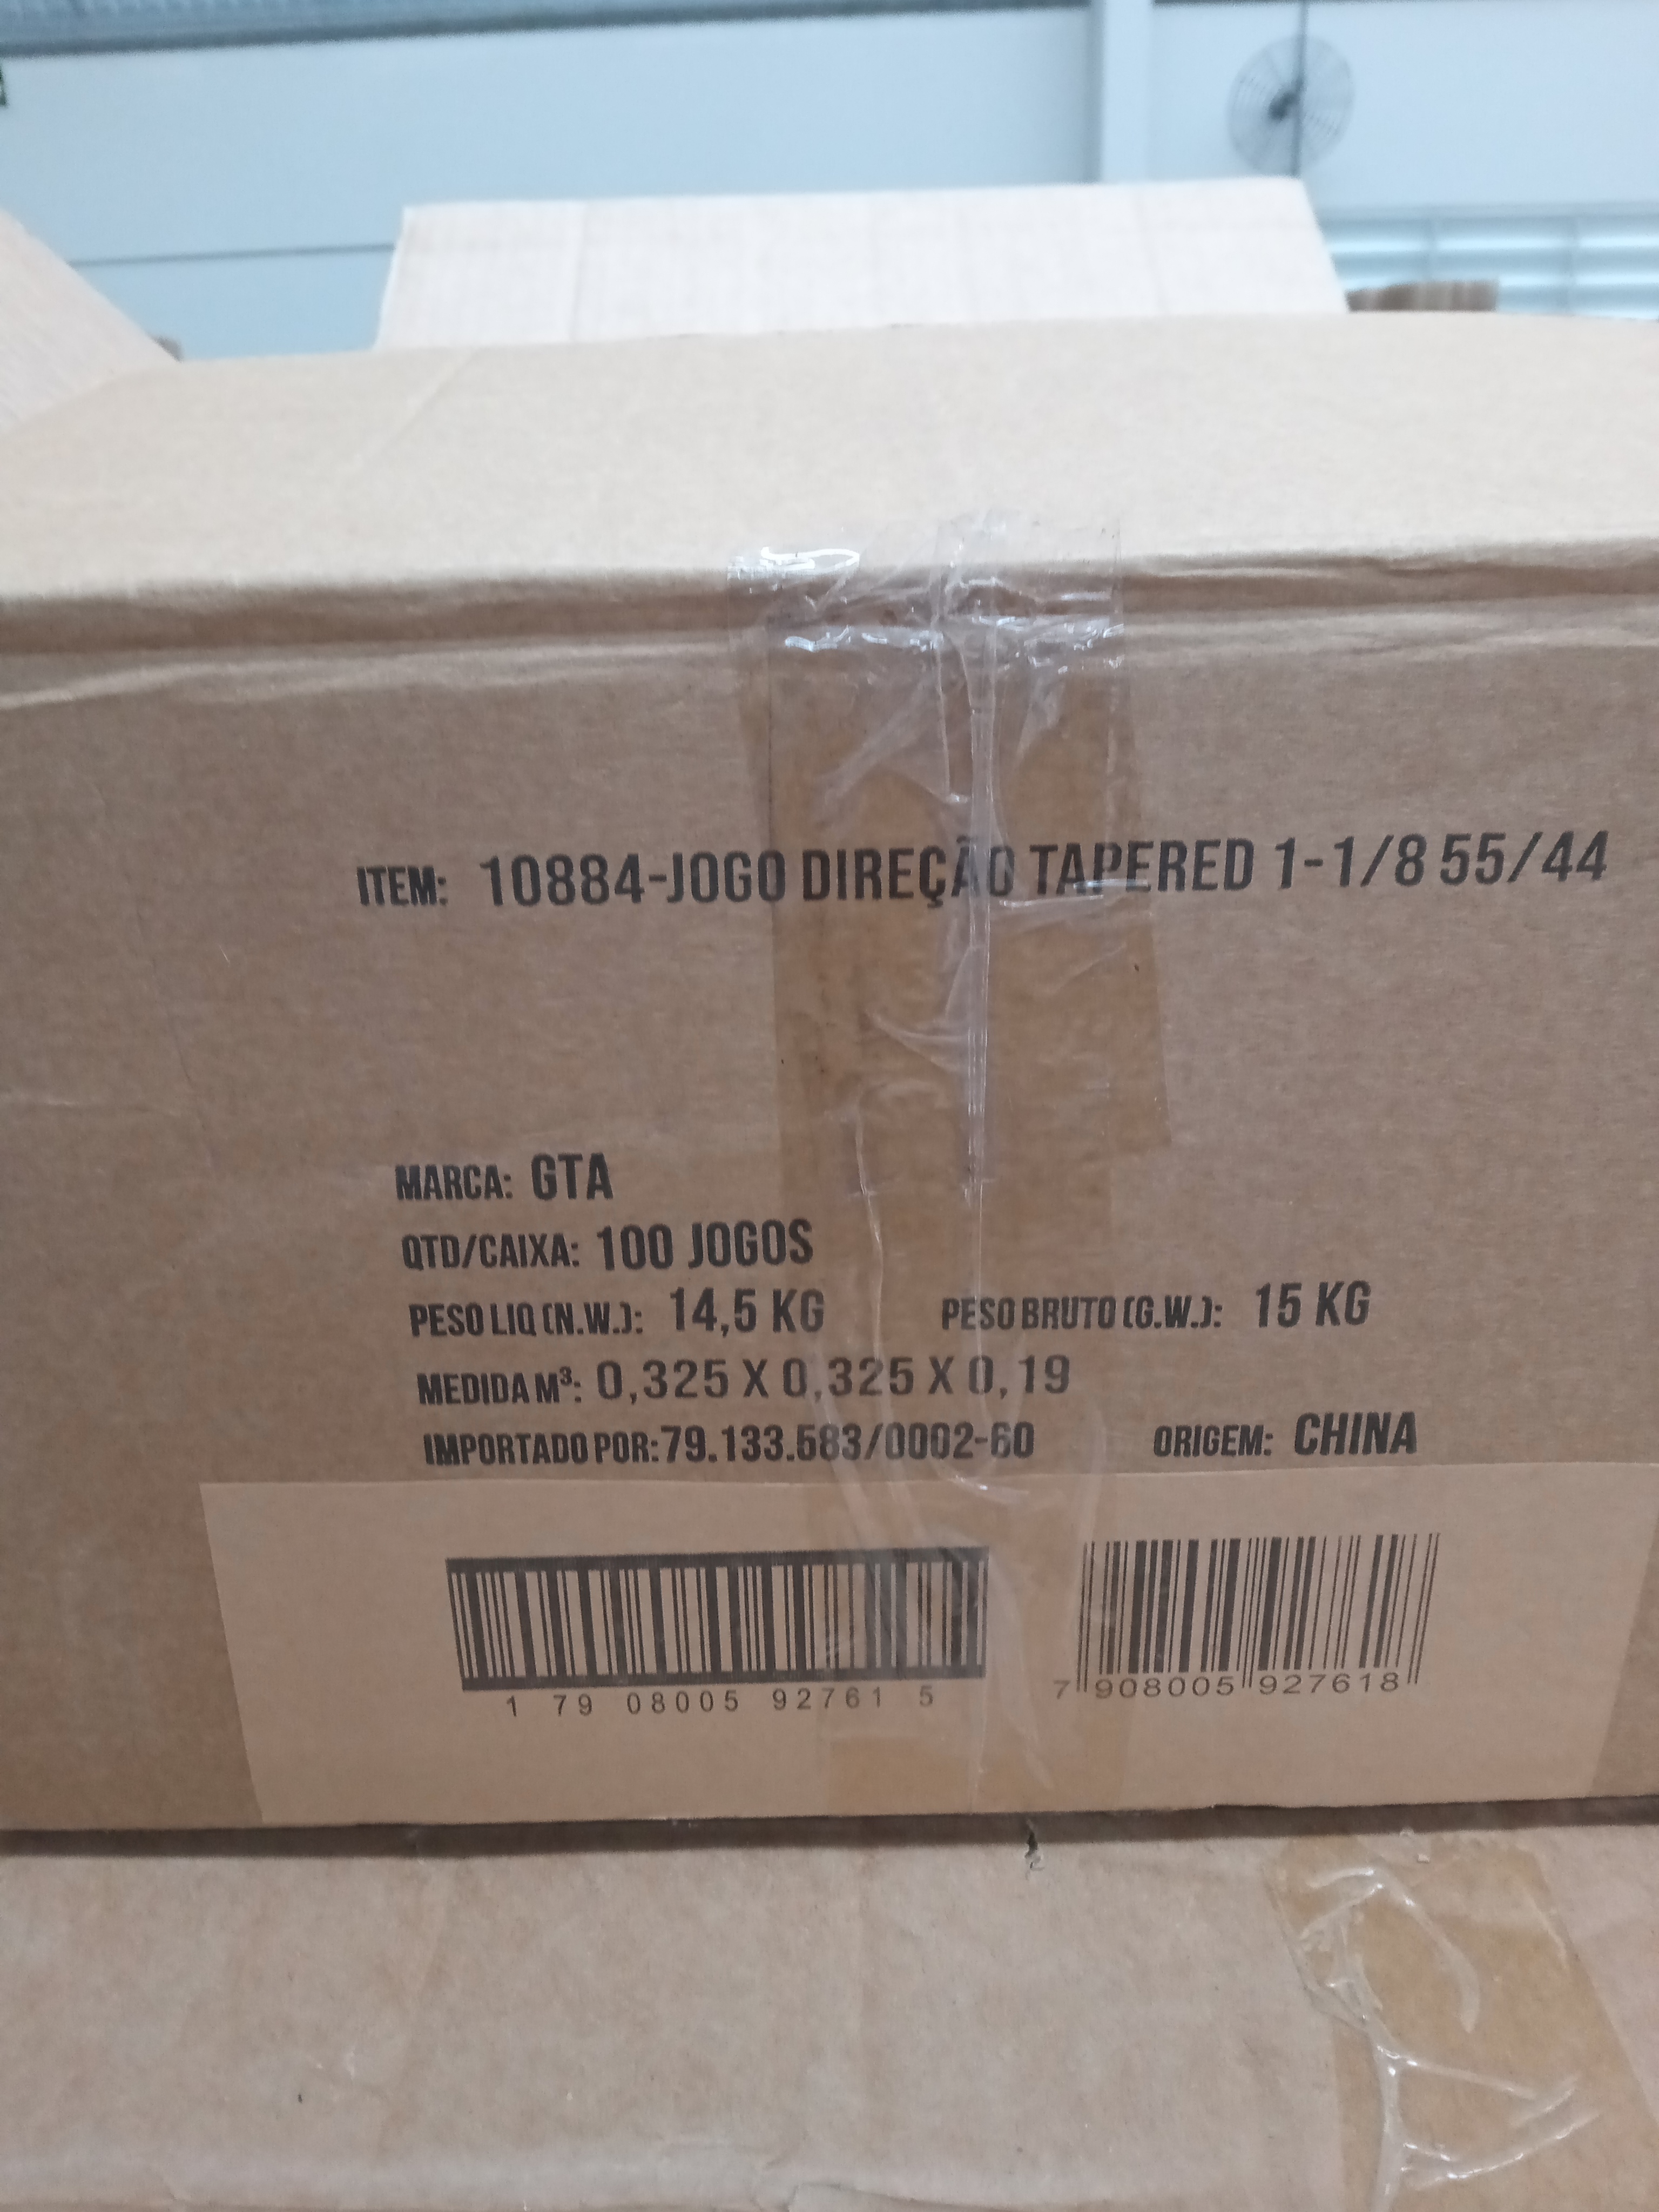 ITEM: 10884-JOGO DIREÇÃO TAPERED 1-1/8 55/44
MARCA: GTA
QTD/CAIXA: 100 JOGOS
PESO LIQ (N.W.): 14,5 KG PESO BRUTO (G.W.): 15 KG
MEDIDA M³: 0,325 X 0,325 X 0,19
IMPORTADO POR: 79.133.583/0002-60 ORIGEM: CHINA
1 79 08005 92761 5 7 908005 927618